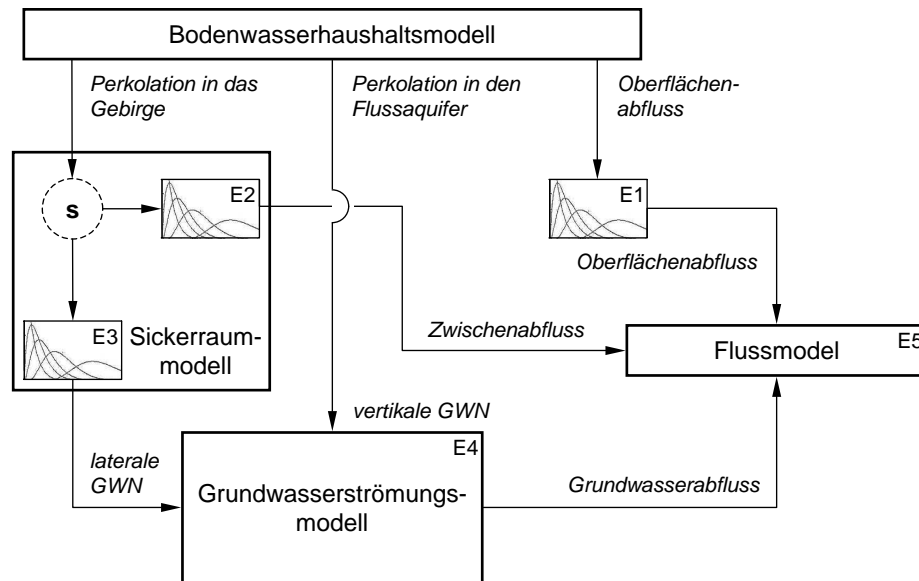 Bodenwasserhaushaltsmodell
Perkolation in das
Gebirge
Perkolation in den
Flussaquifer
Oberflächen-
abfluss
s
E2
E1
Oberflächenabfluss
E3
Sickerraum-
modell
Zwischenabfluss
Flussmodel
E5
vertikale GWN
laterale
GWN
E4
Grundwasserströmungs-
modell
Grundwasserabfluss